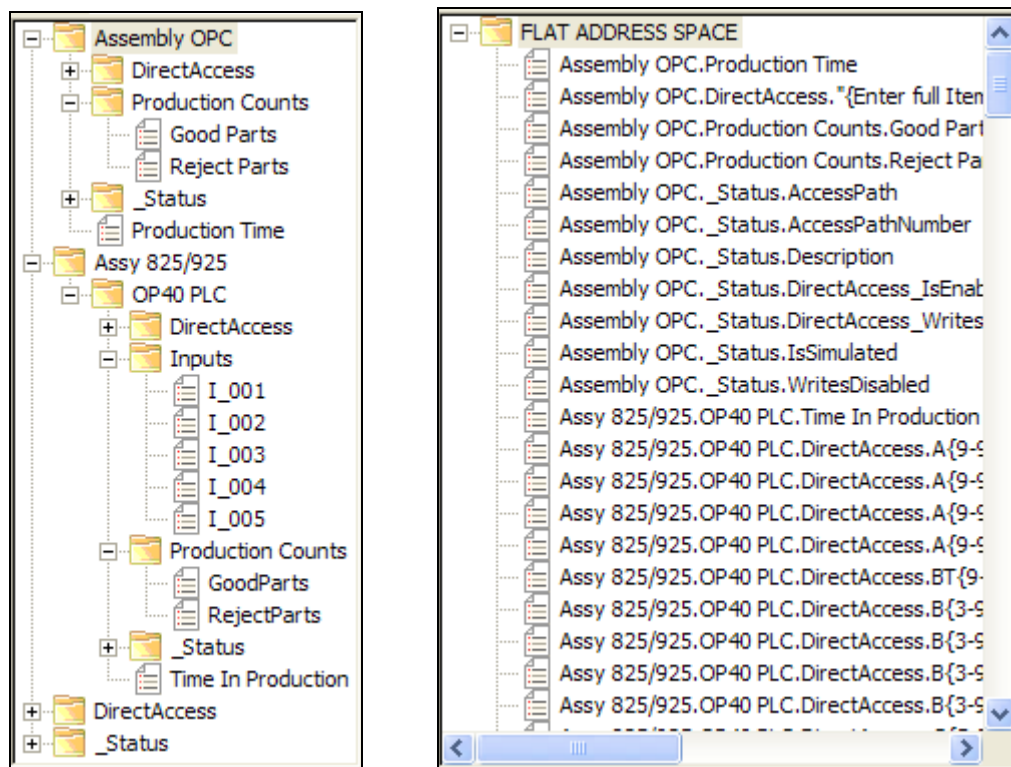 Assembly OPC
DirectAccess
Production Counts
Good Parts
Reject Parts
_Status
Production Time
Assy 825/925
OP40 PLC
DirectAccess
Inputs
I_001
I_002
I_003
I_004
I_005
Production Counts
GoodParts
RejectParts
_Status
Time In Production
DirectAccess
_Status
FLAT ADDRESS SPACE
Assembly OPC.Production Time
Assembly OPC.DirectAccess."{Enter full Iten
Assembly OPC.Production Counts.Good Part
Assembly OPC.Production Counts.Reject Pa
Assembly OPC._Status.AccessPath
Assembly OPC._Status.AccessPathNumber
Assembly OPC._Status.Description
Assembly OPC._Status.DirectAccess_IsEnab
Assembly OPC._Status.DirectAccess_Writes
Assembly OPC._Status.IsSimulated
Assembly OPC._Status.WritesDisabled
Assy 825/925.OP40 PLC.Time In Production
Assy 825/925.OP40 PLC.DirectAccess.A{9-9
Assy 825/925.OP40 PLC.DirectAccess.A{9-9
Assy 825/925.OP40 PLC.DirectAccess.A{9-9
Assy 825/925.OP40 PLC.DirectAccess.A{9-9
Assy 825/925.OP40 PLC.DirectAccess.BT{9-
Assy 825/925.OP40 PLC.DirectAccess.B{3-9
Assy 825/925.OP40 PLC.DirectAccess.B{3-9
Assy 825/925.OP40 PLC.DirectAccess.B{3-9
Assy 825/925.OP40 PLC.DirectAccess.B{3-9